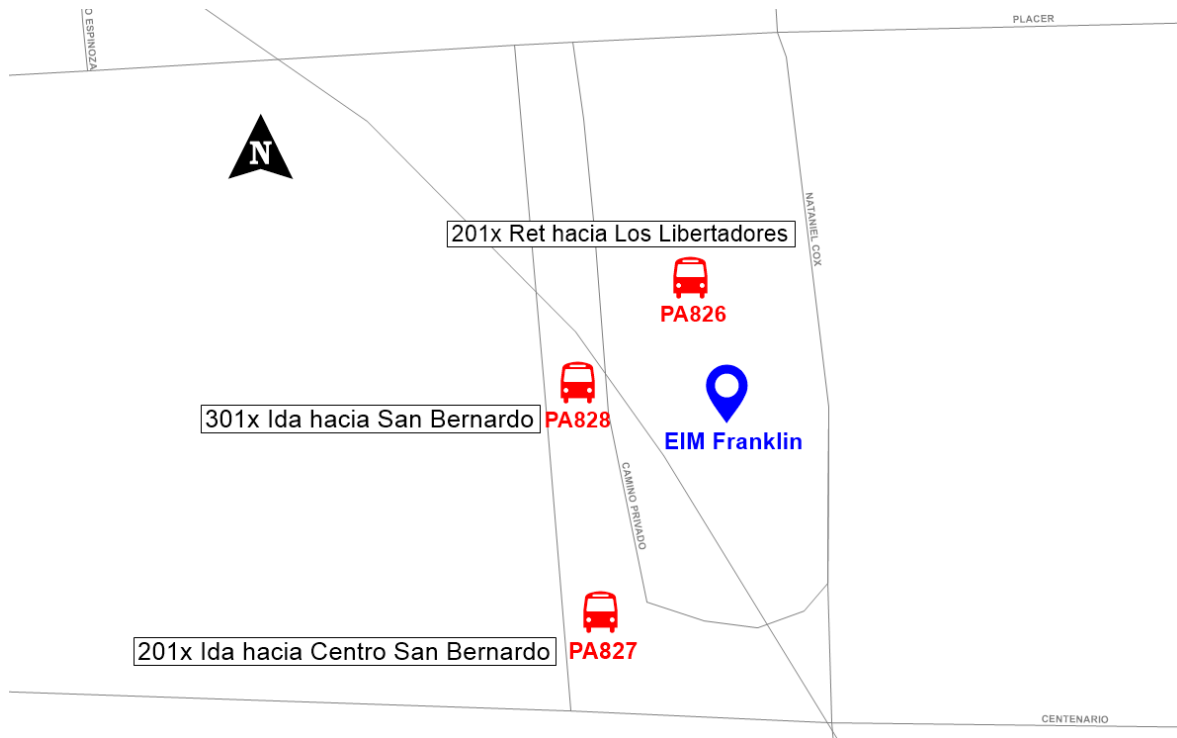 O ESPINOZA
PLACER
N
NATANIEL COX
201x Ret hacia Los Libertadores
PA826
301x Ida hacia San Bernardo
PA828
EIM Franklin
CAMINO PRIVADO
201x Ida hacia Centro San Bernardo
PA827
CENTENARIO